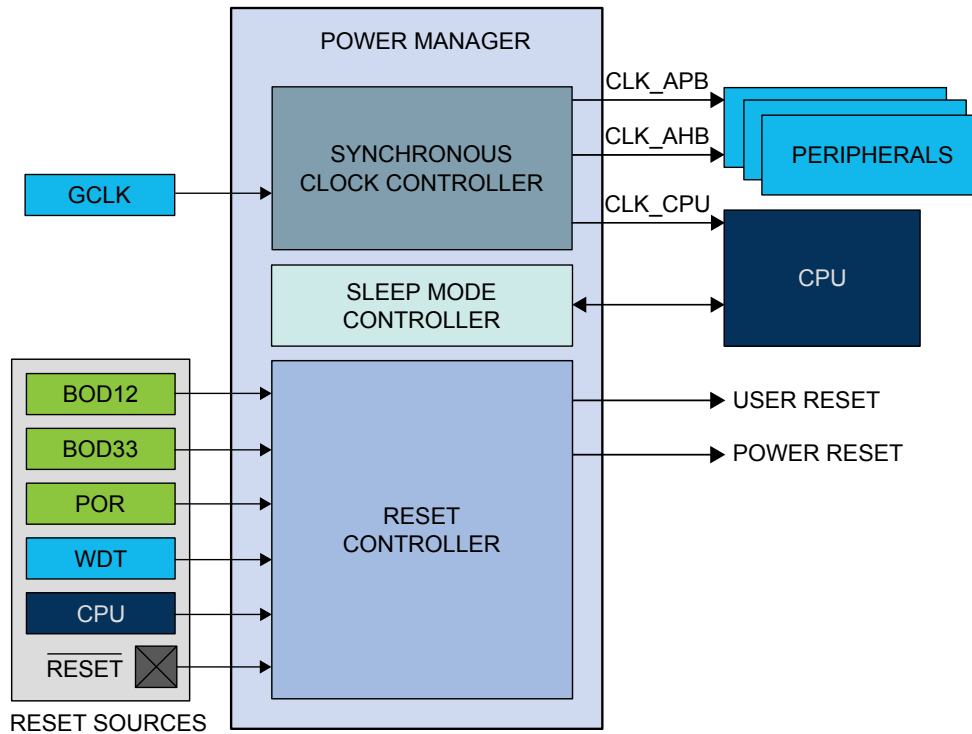 POWER MANAGER
CLK_APB
SYNCHRONOUS
CLOCK CONTROLLER
CLK_AHB
PERIPHERALS
GCLK
CLK_CPU
CPU
SLEEP MODE
CONTROLLER
BOD12
BOD33
POR
WDT
CPU
RESET
RESET SOURCES
RESET
CONTROLLER
USER RESET
POWER RESET